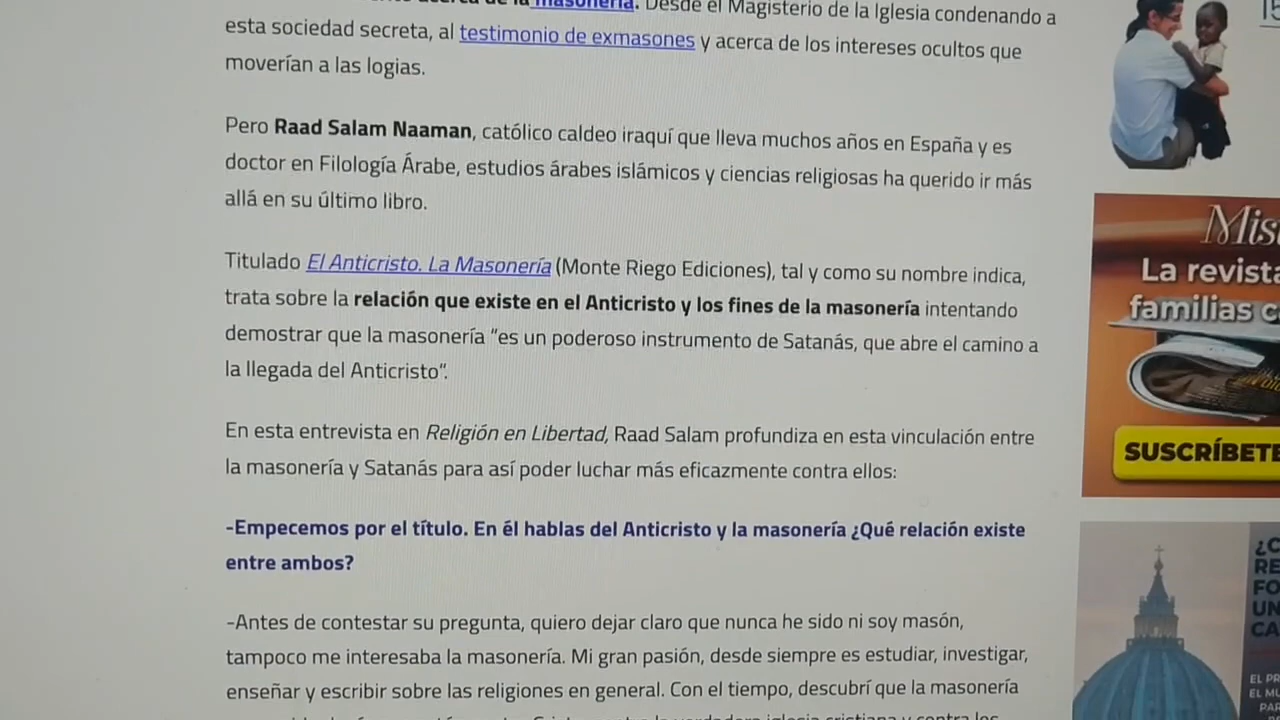 masonería. Desde el Magisterio de la Iglesia condenando a
esta sociedad secreta, al testimonio de exmasones y acerca de los intereses ocultos que
moverían a las logias.
Pero Raad Salam Naaman, católico caldeo iraquí que lleva muchos años en España y es
doctor en Filología Árabe, estudios árabes islámicos y ciencias religiosas ha querido ir más
allá en su último libro.
Titulado El Anticristo. La Masonería (Monte Riego Ediciones), tal y como su nombre indica,
trata sobre la relación que existe en el Anticristo y los fines de la masonería intentando
demostrar que la masonería “es un poderoso instrumento de Satanás, que abre el camino a
la llegada del Anticristo”.
En esta entrevista en Religión en Libertad, Raad Salam profundiza en esta vinculación entre
la masonería y Satanás para así poder luchar más eficazmente contra ellos:
-Empecemos por el título. En él hablas del Anticristo y la masonería ¿Qué relación existe
entre ambos?
-Antes de contestar su pregunta, quiero dejar claro que nunca he sido ni soy masón,
tampoco me interesaba la masonería. Mi gran pasión, desde siempre es estudiar, investigar,
enseñar y escribir sobre las religiones en general. Con el tiempo, descubrí que la masonería
La revista
familias
SUSCRÍBETE